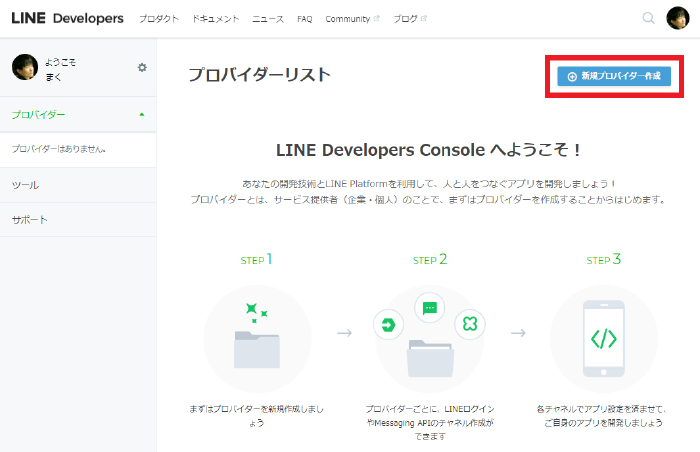 LINE Developers プロダクト ドキュメント ニュース FAQ Community ブログ
ようこそ
まく
プロバイダー
プロバイダーはありません。
ツール
サポート
プロバイダーリスト
新規プロバイダー作成
LINE Developers Console へようこそ！
あなたの開発技術とLINE Platformを利用して、人と人をつなぐアプリを開発しましょう！
プロバイダーとは、サービス提供者（企業・個人）のことで、まずはプロバイダーを作成することからはじめます。
STEP 1
まずはプロバイダーを新規作成しまし
ょう
STEP 2
プロバイダーごとに、LINEログイン
やMessaging APIのチャネル作成が
できます
STEP 3
各チャネルでアプリ設定を済ませて、
ご自身のアプリを開発しましょう